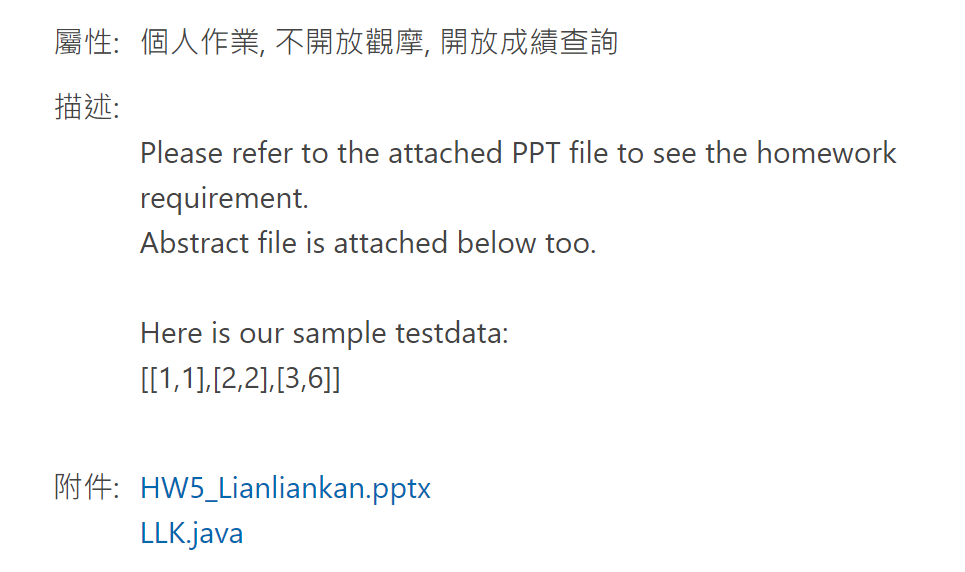 屬性: 個人作業, 不開放觀摩, 開放成績查詢
描述:
Please refer to the attached PPT file to see the homework
requirement.
Abstract file is attached below too.
Here is our sample testdata:
[[1,1],[2,2],[3,6]]
附件: HW5_Lianliankan.pptx
LLK.java